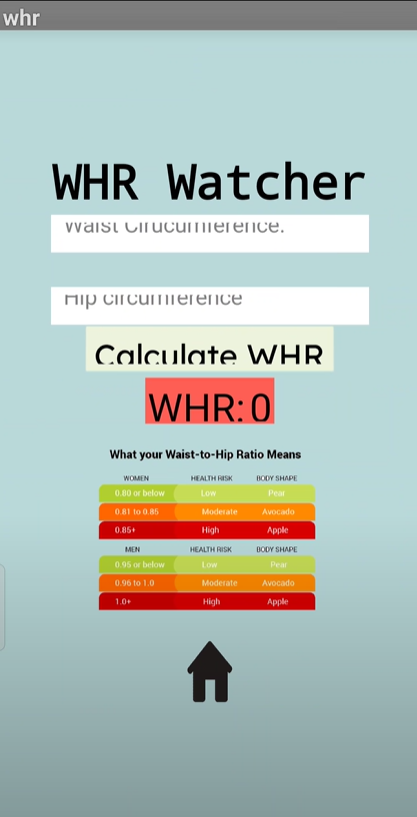 whr
WHR Watcher
Waist Cirucumference.
Hip circumference
Calculate WHR
WHR: 0
What your Waist-to-Hip Ratio Means
WOMEN HEALTH RISK BODY SHAPE
0.80 or below Low Pear
0.81 to 0.85 Moderate Avocado
0.85+ High Apple
MEN HEALTH RISK BODY SHAPE
0.95 or below Low Pear
0.96 to 1.0 Moderate Avocado
1.0+ High Apple